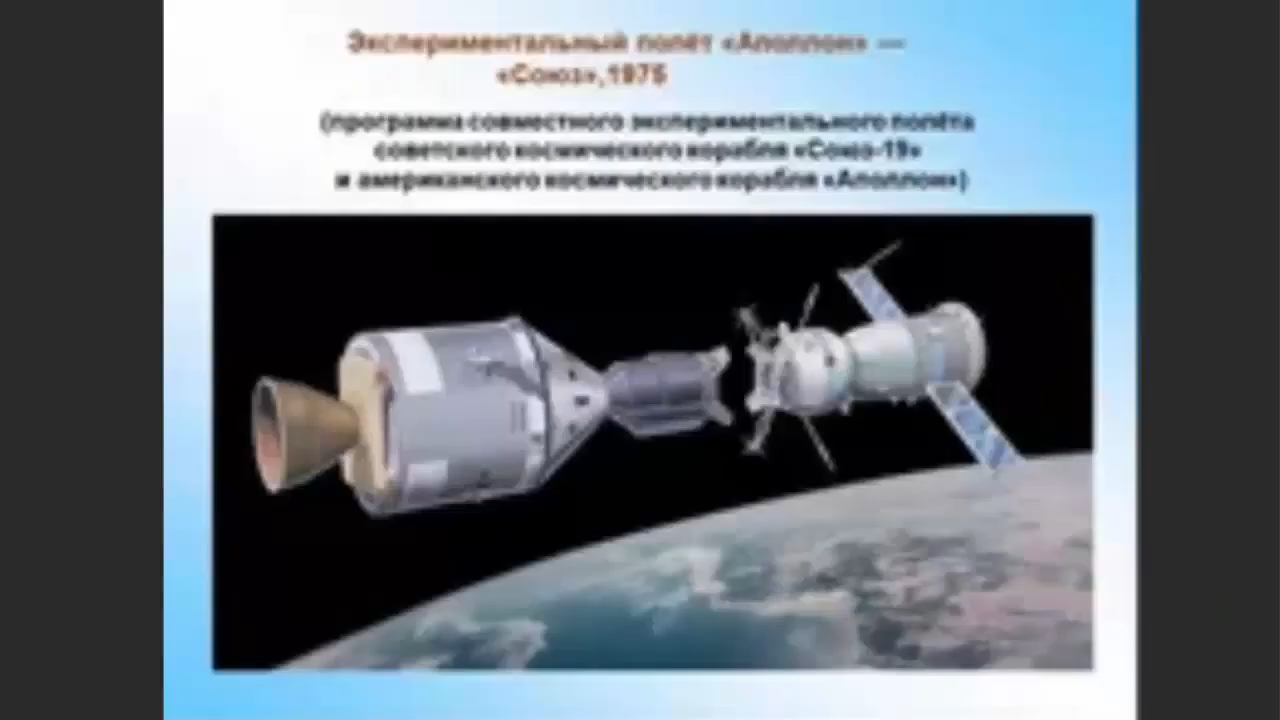 Экспериментальный полёт «Аполлон» —
«Союз»,1975
(программа совместного экспериментального полёта
советского космического корабля «Союз-19»
и американского космического корабля «Аполлон»)